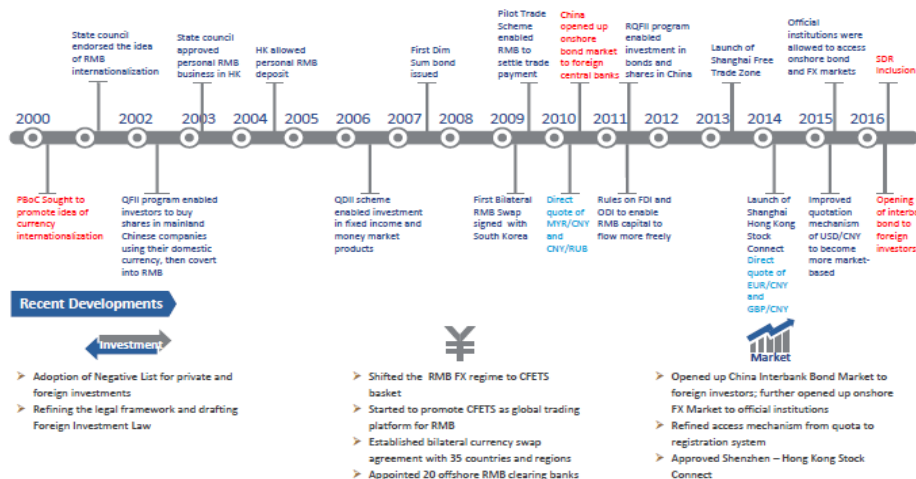 State council
endorsed the idea
of RMB
internationalization
State council
approved
personal RMB
business in HK
HK allowed
personal RMB
deposit
First Dim
Sum bond
issued
Pilot Trade
Scheme
enabled
RMB to
settle trade
payment
China
opened up
onshore
bond market
to foreign
central banks
RQFII program
enabled
investment in
bonds and
shares in China
Launch of
Shanghai Free
Trade Zone
Official
institutions were
allowed to access
onshore bond
and FX markets
SDR
Inclusion
2000
2002
2003
2004
2005
2006
2007
2008
2009
2010
2011
2012
2013
2014
2015
2016
PBoC Sought to
promote idea of
currency
internationalization
QFII program enabled
investors to buy
shares in mainland
Chinese companies
using their domestic
currency, then covert
into RMB
QDII scheme
enabled investment
in fixed income and
money market
products
First Bilateral
RMB Swap
signed with
South Korea
Direct
quote of
MYR/CNY
and
CNY/RUB
Rules on FDI and
ODI to enable
RMB capital to
flow more freely
Launch of
Shanghai
Hong Kong
Stock
Connect
Direct
quote of
EUR/CNY
and
GBP/CNY
Improved
quotation
mechanism
of USD/CNY
to become
more market-
based
Opening
of interb
bond to
foreign
investors
Recent Developments
Investment
➢ Adoption of Negative List for private and
foreign investments
➢ Refining the legal framework and drafting
Foreign Investment Law
¥
➢ Shifted the RMB FX regime to CFETS
basket
➢ Started to promote CFETS as global trading
platform for RMB
➢ Established bilateral currency swap
agreement with 35 countries and regions
➢ Appointed 20 offshore RMB clearing banks
Market
➢ Opened up China Interbank Bond Market to
foreign investors; further opened up onshore
FX Market to official institutions
➢ Refined access mechanism from quota to
registration system
➢ Approved Shenzhen – Hong Kong Stock
Connect